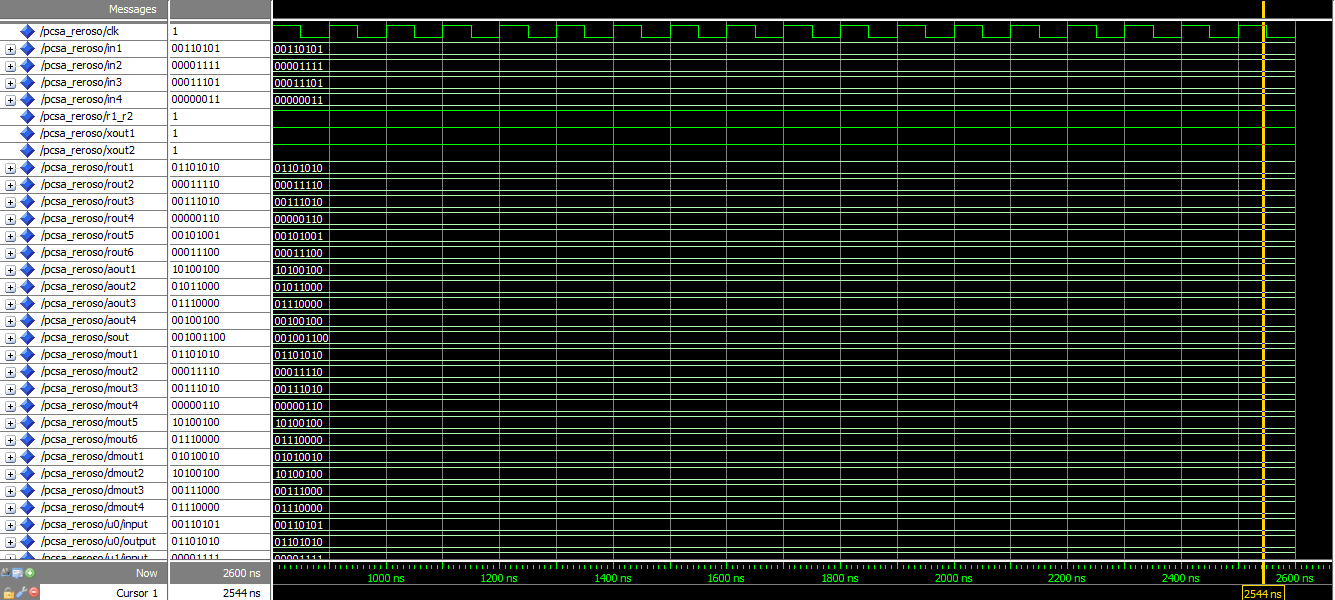 Messages
/pcsa_reroso/clk 1
/pcsa_reroso/in1 00110101 00110101
/pcsa_reroso/in2 00001111 00001111
/pcsa_reroso/in3 00011101 00011101
/pcsa_reroso/in4 00000011 00000011
/pcsa_reroso/r1_r2 1
/pcsa_reroso/xout1 1
/pcsa_reroso/xout2 1
/pcsa_reroso/rout1 01101010 01101010
/pcsa_reroso/rout2 00011110 00011110
/pcsa_reroso/rout3 00111010 00111010
/pcsa_reroso/rout4 00000110 00000110
/pcsa_reroso/rout5 00101001 00101001
/pcsa_reroso/rout6 00011100 00011100
/pcsa_reroso/aout1 10100100 10100100
/pcsa_reroso/aout2 01011000 01011000
/pcsa_reroso/aout3 01110000 01110000
/pcsa_reroso/aout4 00100100 00100100
/pcsa_reroso/sout 001001100 001001100
/pcsa_reroso/mout1 01101010 01101010
/pcsa_reroso/mout2 00011110 00011110
/pcsa_reroso/mout3 00111010 00111010
/pcsa_reroso/mout4 00000110 00000110
/pcsa_reroso/mout5 10100100 10100100
/pcsa_reroso/mout6 01110000 01110000
/pcsa_reroso/dmout1 01010010 01010010
/pcsa_reroso/dmout2 10100100 10100100
/pcsa_reroso/dmout3 00111000 00111000
/pcsa_reroso/dmout4 01110000 01110000
/pcsa_reroso/u0/input 00110101 00110101
/pcsa_reroso/u0/output 01101010 01101010
/pcsa_reroso/u1/input 00001111 00001111
Now 2600 ns 1000 ns 1200 ns 1400 ns 1600 ns 1800 ns 2000 ns 2200 ns 2400 ns 2600 ns
Cursor 1 2544 ns 2544 ns